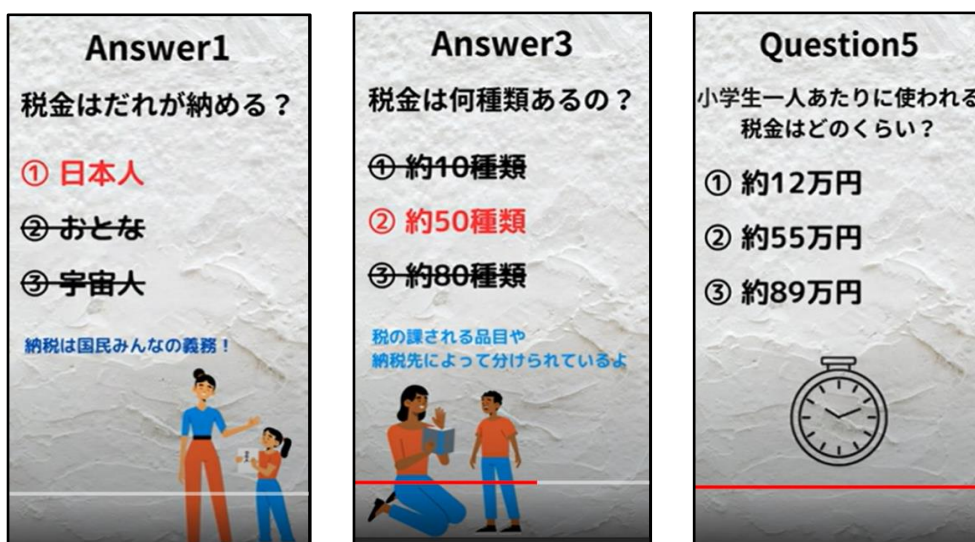 Answer1
税金はだれが納める？
① 日本人
② おとな
③ 宇宙人
納税は国民みんなの義務！
Answer3
税金は何種類あるの？
① 約10種類
② 約50種類
③ 約80種類
税の課される品目や
納税先によって分けられているよ
Question5
小学生一人あたりに使われる
税金はどのくらい？
① 約12万円
② 約55万円
③ 約89万円